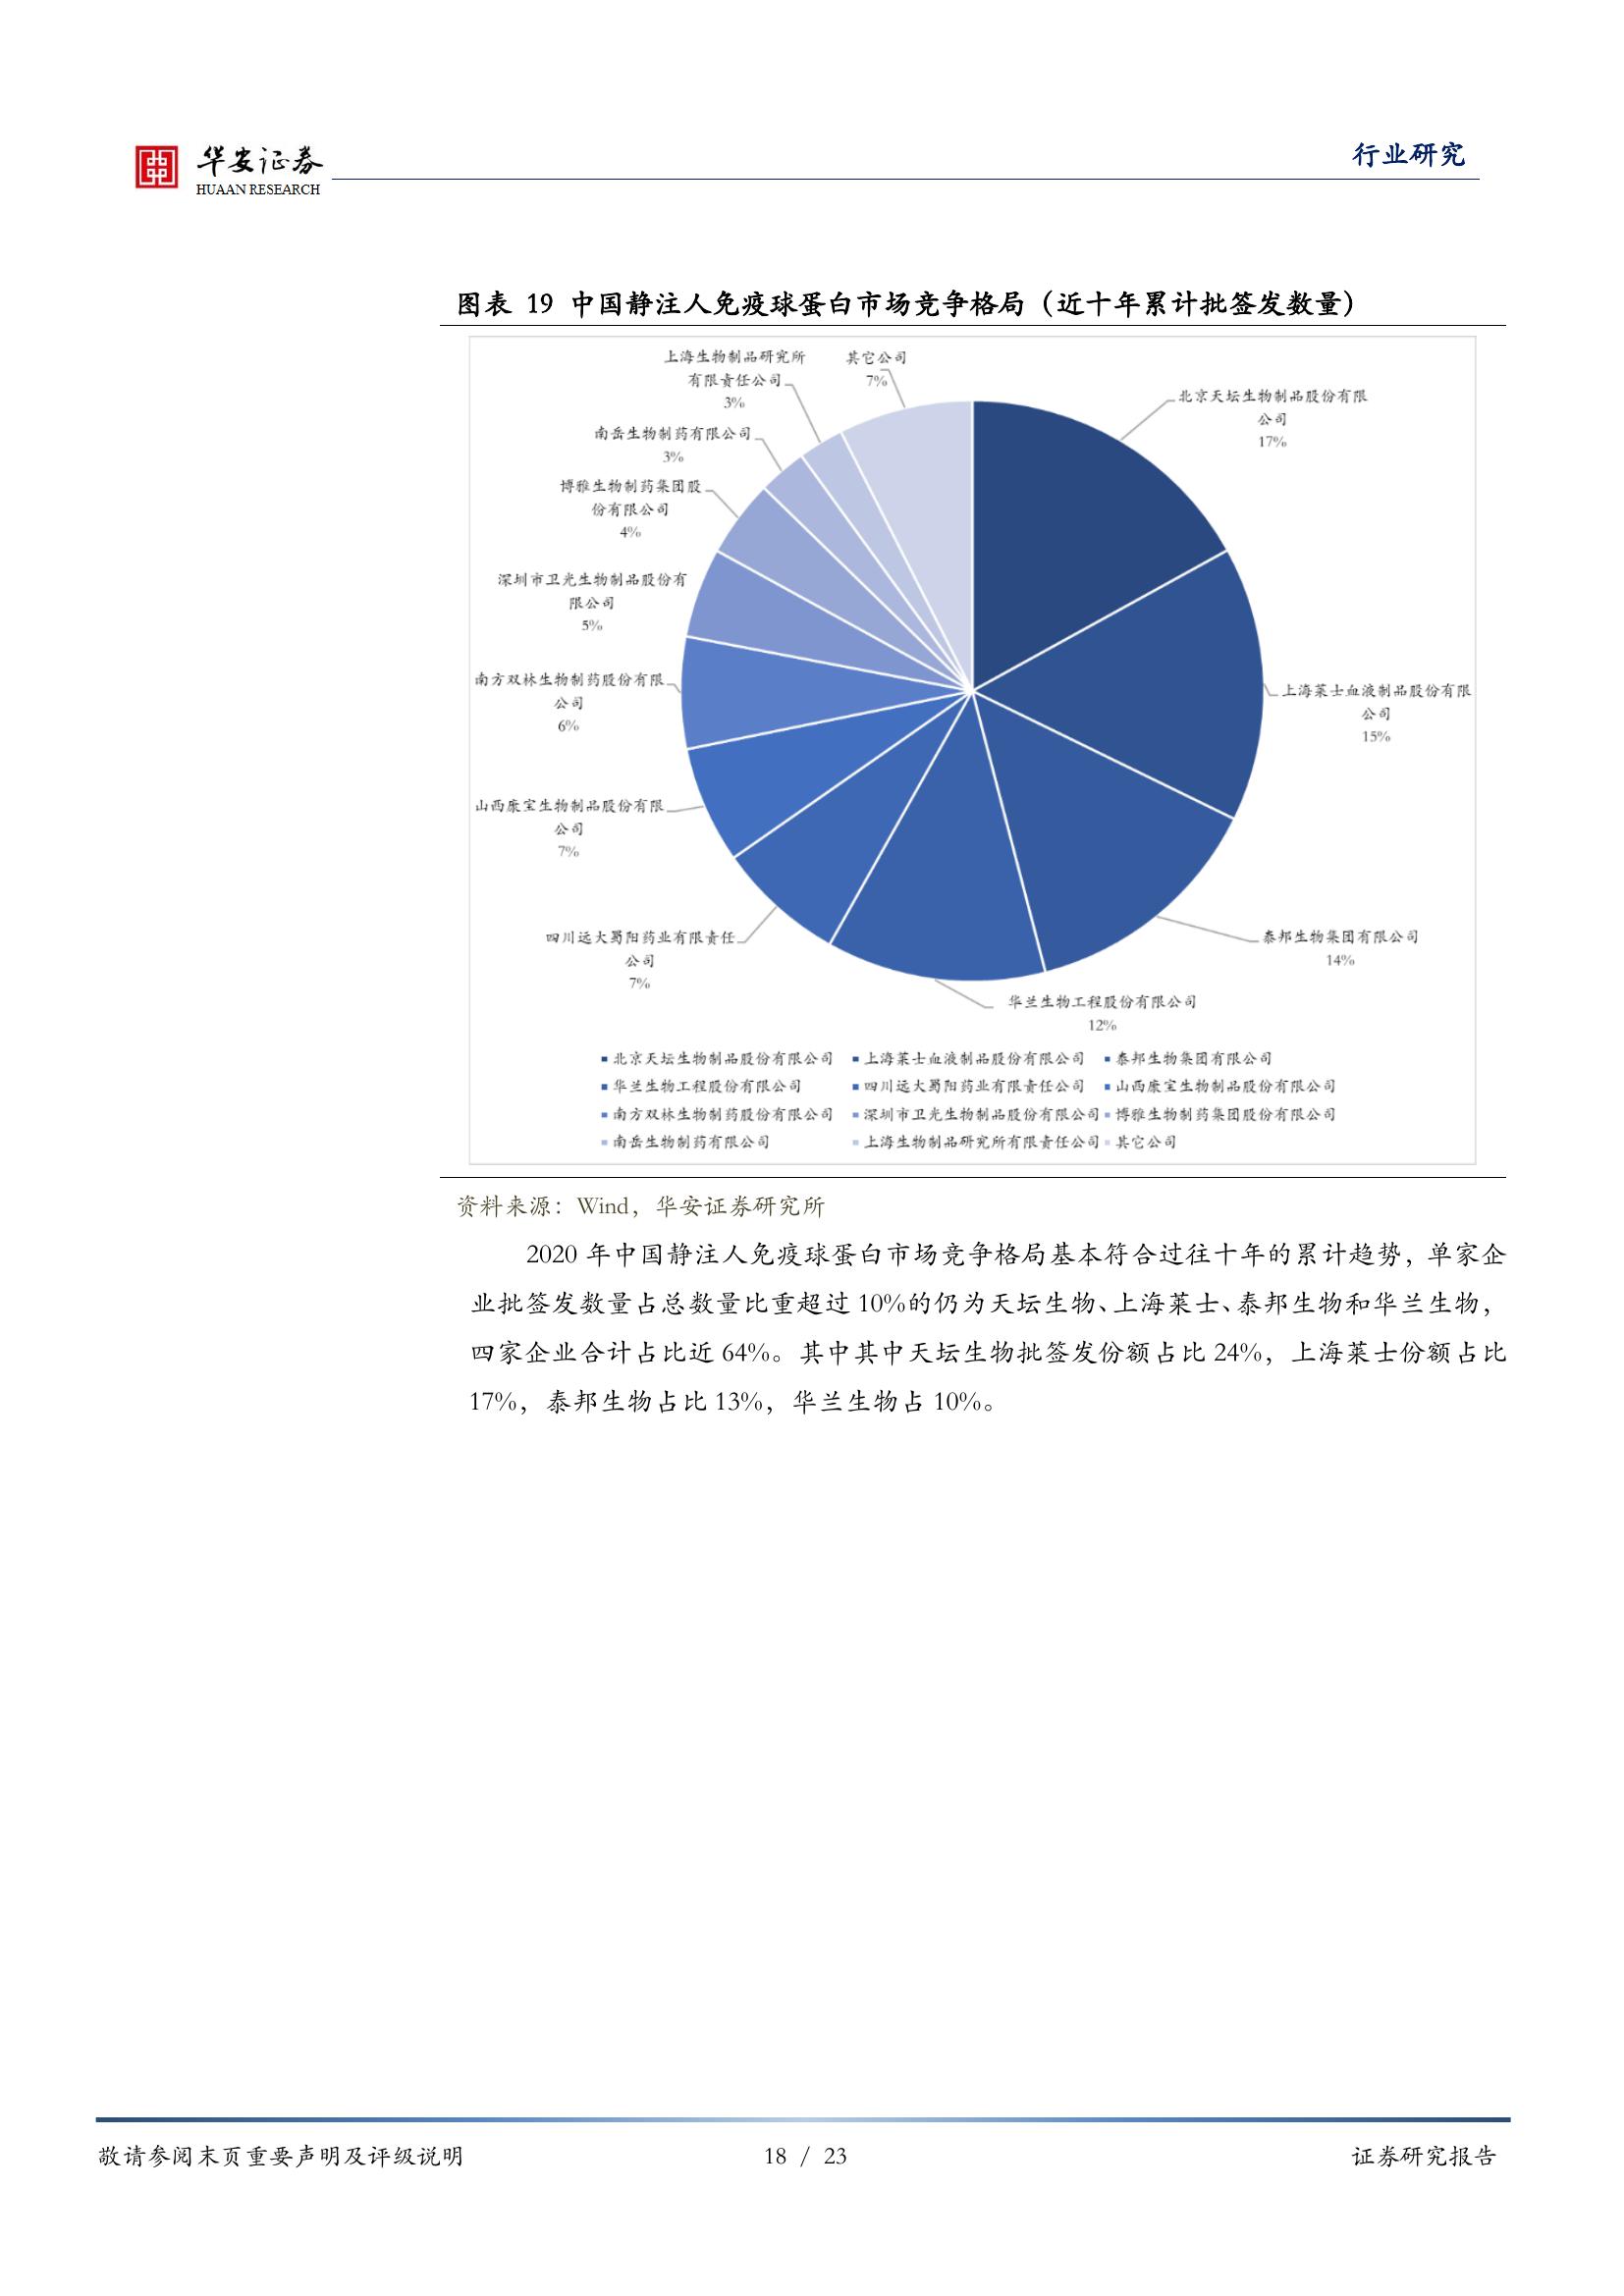 华安证券
HUAAN RESEARCH
行业研究
图表 19 中国静注人免疫球蛋白市场竞争格局（近十年累计批签发数量）
上海生物制品研究所
有限责任公司
3%
其它公司
7%
北京天坛生物制品股份有限
公司
17%
南岳生物制药有限公司
3%
博雅生物制药集团股
份有限公司
4%
深圳市卫光生物制品股份有
限公司
5%
南方双林生物制药股份有限
公司
6%
上海莱士血液制品股份有限
公司
15%
山西康宝生物制品股份有限
公司
7%
四川远大蜀阳药业有限责任
公司
7%
泰邦生物集团有限公司
14%
华兰生物工程股份有限公司
12%
北京天坛生物制品股份有限公司 上海莱士血液制品股份有限公司 泰邦生物集团有限公司
华兰生物工程股份有限公司 四川远大蜀阳药业有限责任公司 山西康宝生物制品股份有限公司
南方双林生物制药股份有限公司 深圳市卫光生物制品股份有限公司 博雅生物制药集团股份有限公司
南岳生物制药有限公司 上海生物制品研究所有限责任公司 其它公司
资料来源：Wind，华安证券研究所
2020 年中国静注人免疫球蛋白市场竞争格局基本符合过往十年的累计趋势，单家企
业批签发数量占总数量比重超过 10%的仍为天坛生物、上海莱士、泰邦生物和华兰生物，
四家企业合计占比近 64%。其中其中天坛生物批签发份额占比 24%，上海莱士份额占比
17%，泰邦生物占比 13%，华兰生物占 10%。
敬请参阅末页重要声明及评级说明
18 / 23
证券研究报告